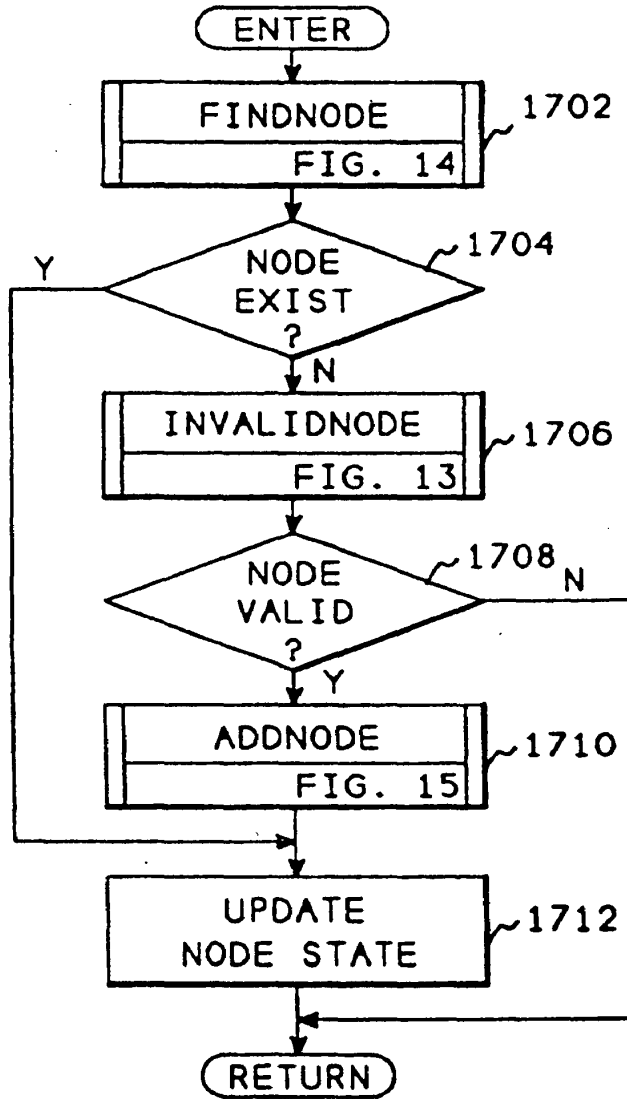 ENTER
FINDNODE
FIG. 14
1702
NODE
EXIST
?
1704
Y
N
INVALIDNODE
FIG. 13
1706
NODE
VALID
?
1708
N
Y
ADDNODE
FIG. 15
1710
UPDATE
NODE STATE
1712
RETURN